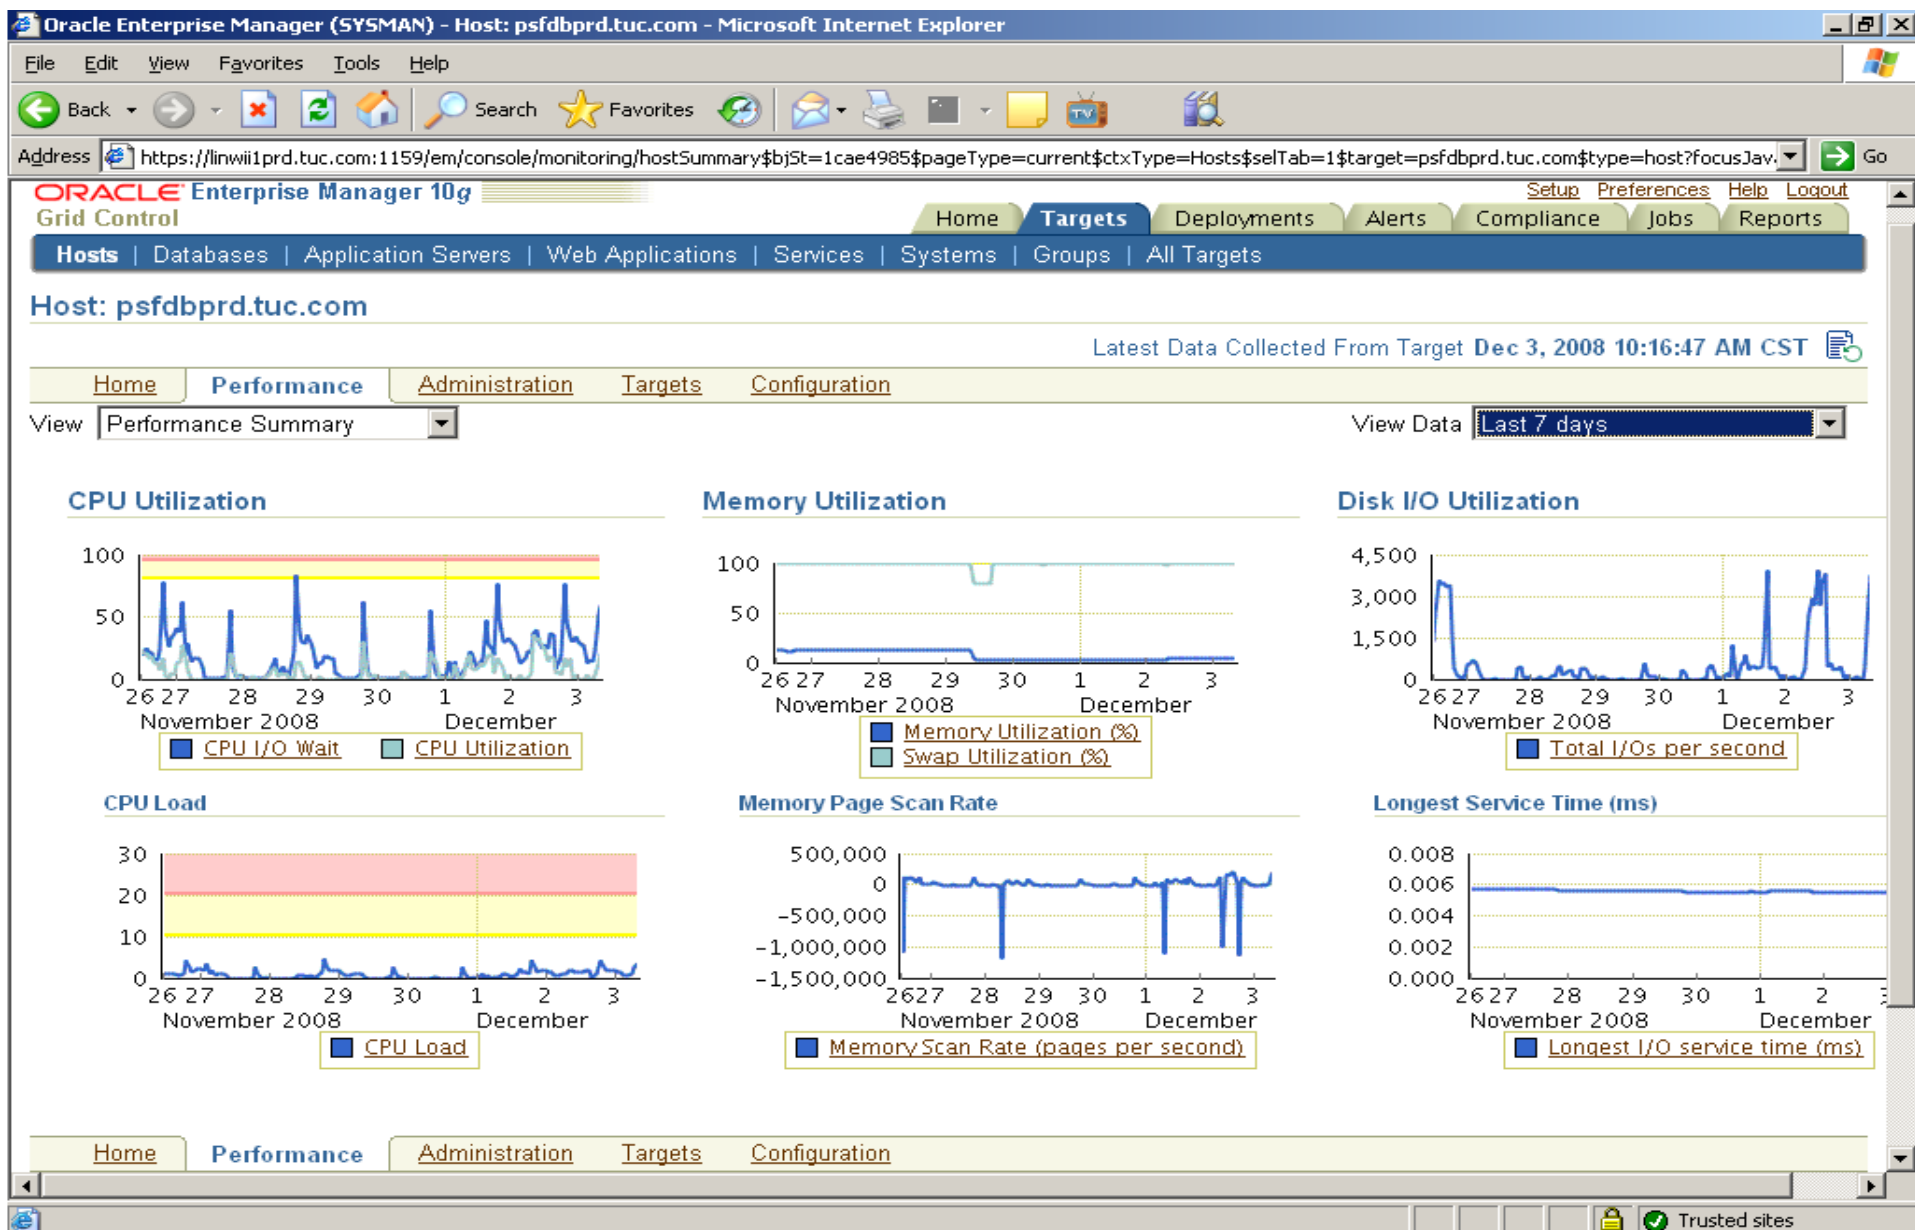 Oracle Enterprise Manager (SYSMAN) - Host: psfdbprd.tuc.com - Microsoft Internet Explorer
File Edit View Favorites Tools Help
Back Search Favorites
Address https://linwii1prd.tuc.com:1159/em/console/monitoring/hostSummary$bjSt=1cae4985$pageType=current$ctxType=Hosts$selTab=1$target=psfdbprd.tuc.com$type=host?focusJav Go
ORACLE Enterprise Manager 10g
Setup Preferences Help Logout
Grid Control
Home Targets Deployments Alerts Compliance Jobs Reports
Hosts | Databases | Application Servers | Web Applications | Services | Systems | Groups | All Targets
Host: psfdbprd.tuc.com
Latest Data Collected From Target Dec 3, 2008 10:16:47 AM CST
Home Performance Administration Targets Configuration
View Performance Summary
View Data Last 7 days
CPU Utilization
100
50
0
26 27 28 29 30 1 2 3
November 2008 December
CPU I/O Wait CPU Utilization
Memory Utilization
100
50
0
26 27 28 29 30 1 2 3
November 2008 December
Memory Utilization (%)
Swap Utilization (%)
Disk I/O Utilization
4,500
3,000
1,500
0
26 27 28 29 30 1 2 3
November 2008 December
Total I/Os per second
CPU Load
30
20
10
0
26 27 28 29 30 1 2 3
November 2008 December
CPU Load
Memory Page Scan Rate
500,000
0
-500,000
-1,000,000
-1,500,000
26 27 28 29 30 1 2 3
November 2008 December
Memory Scan Rate (pages per second)
Longest Service Time (ms)
0.008
0.006
0.004
0.002
0.000
26 27 28 29 30 1 2 3
November 2008 December
Longest I/O service time (ms)
Home Performance Administration Targets Configuration
Trusted sites